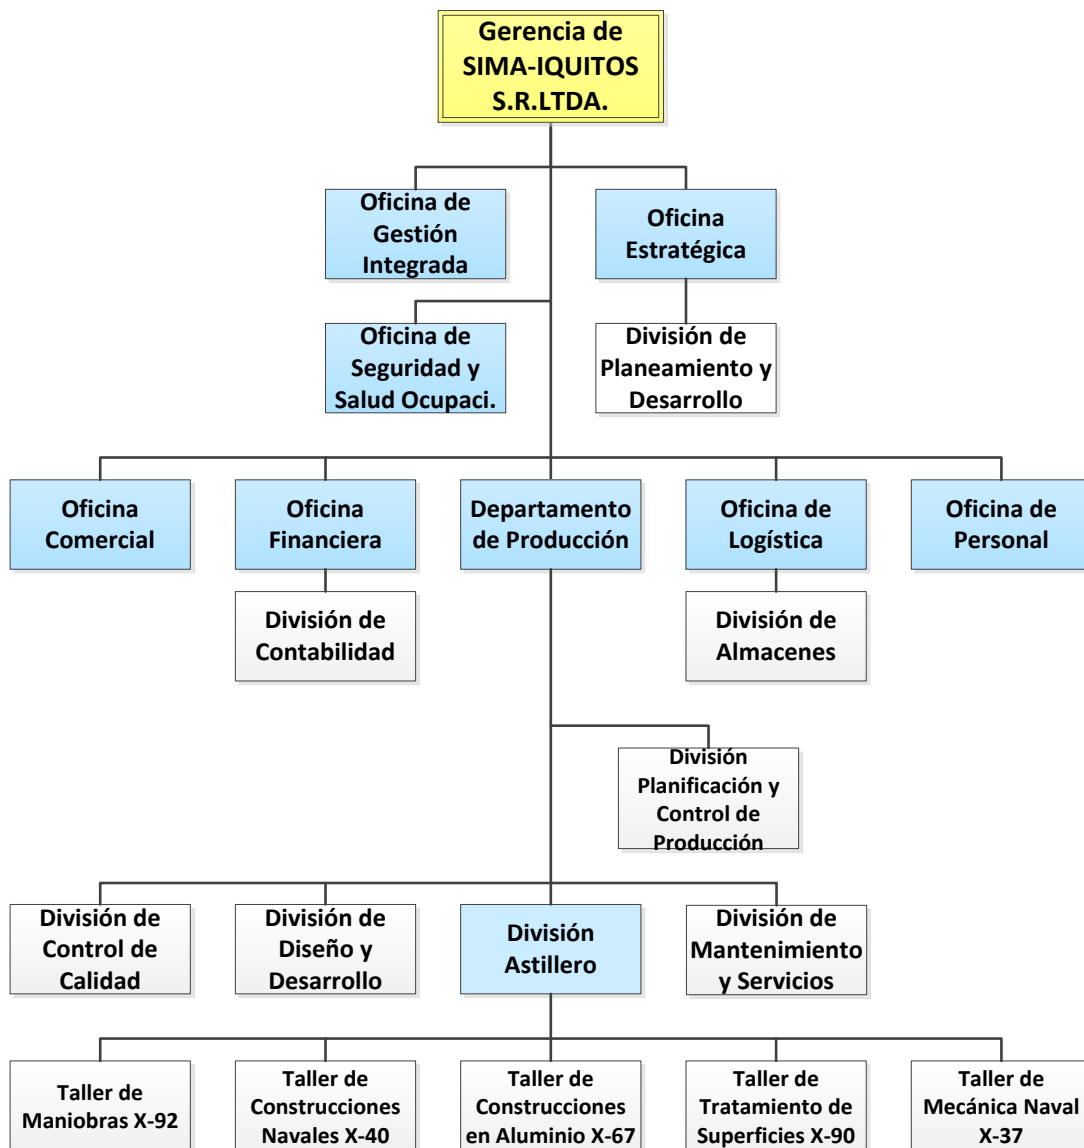 Gerencia de
SIMA-IQUITOS
S.R.LTDA.
Oficina de
Gestión
Integrada
Oficina
Estratégica
Oficina de
Seguridad y
Salud Ocupaci.
División de
Planeamiento y
Desarrollo
Oficina
Comercial
Oficina
Financiera
Departamento
de Producción
Oficina de
Logística
Oficina de
Personal
División de
Contabilidad
División de
Almacenes
División
Planificación y
Control de
Producción
División de
Control de
Calidad
División de
Diseño y
Desarrollo
División
Astillero
División de
Mantenimiento
y Servicios
Taller de
Maniobras X-92
Taller de
Construcciones
Navales X-40
Taller de
Construcciones
en Aluminio X-67
Taller de
Tratamiento de
Superficies X-90
Taller de
Mecánica Naval
X-37